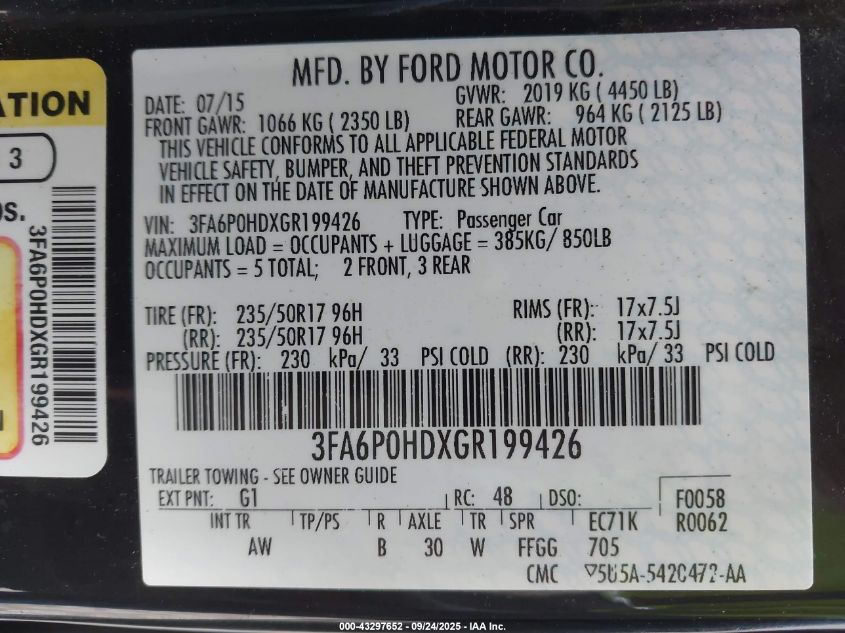 ATION
3
OS.
3FA6P0HDXGR199426
MFD. BY FORD MOTOR CO.
DATE: 07/15 GVWR: 2019 KG ( 4450 LB)
FRONT GAWR: 1066 KG ( 2350 LB) REAR GAWR: 964 KG ( 2125 LB)
THIS VEHICLE CONFORMS TO ALL APPLICABLE FEDERAL MOTOR
VEHICLE SAFETY, BUMPER, AND THEFT PREVENTION STANDARDS
IN EFFECT ON THE DATE OF MANUFACTURE SHOWN ABOVE.
VIN: 3FA6P0HDXGR199426 TYPE: Passenger Car
MAXIMUM LOAD = OCCUPANTS + LUGGAGE = 385KG/ 850LB
OCCUPANTS = 5 TOTAL; 2 FRONT, 3 REAR
TIRE (FR): 235/50R17 96H RIMS (FR): 17x7.5J
(RR): 235/50R17 96H (RR): 17x7.5J
PRESSURE (FR): 230 kPa/ 33 PSI COLD (RR): 230 kPa/ 33 PSI COLD
3FA6P0HDXGR199426
TRAILER TOWING - SEE OWNER GUIDE
EXT PNT: G1 RC: 48 DSO: F0058
INT TR TP/PS R AXLE TR SPR EC71K R0062
AW B 30 W FFGG 705
CMC
000-43297652 - 09/24/2025 - IAA Inc.